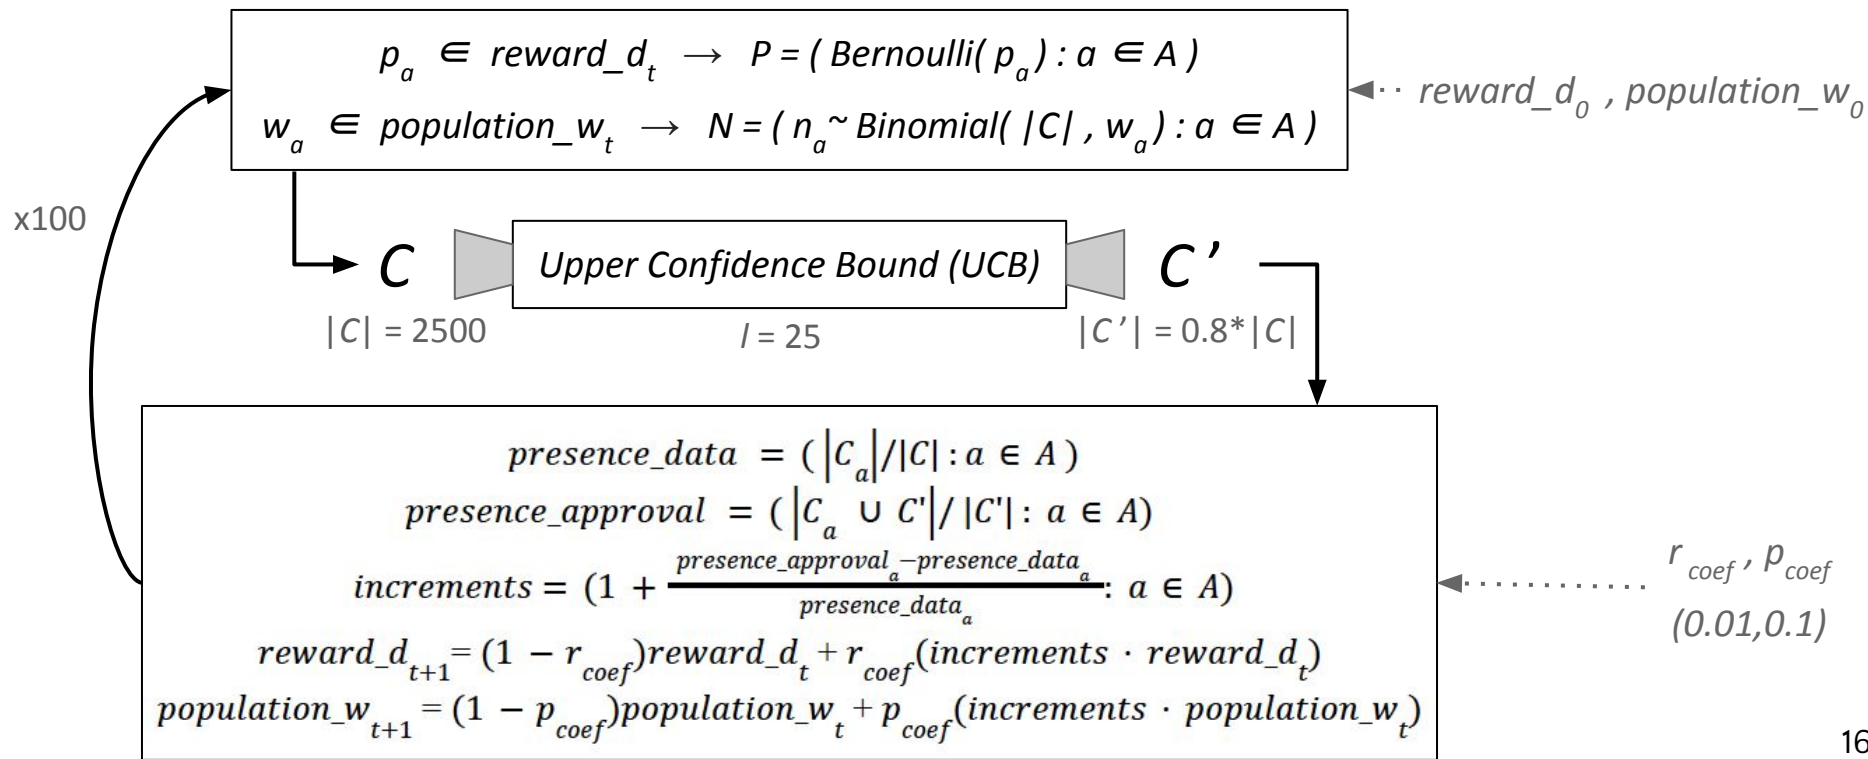 p_a ∈ reward_d_t → P = ( Bernoulli( p_a ) : a ∈ A )
w_a ∈ population_w_t → N = ( n_a ~ Binomial( |C| , w_a ) : a ∈ A )
reward_d_0 , population_w_0
x100
C Upper Confidence Bound (UCB) C’
|C| = 2500 l = 25 |C’| = 0.8*|C|
presence_data = ( |C_a|/|C| : a ∈ A )
presence_approval = ( |C_a ∪ C'|/ |C'| : a ∈ A)
increments = (1 + (presence_approval_a − presence_data_a) / presence_data_a : a ∈ A)
reward_d_{t+1} = (1 − r_coef)reward_d_t + r_coef(increments · reward_d_t)
population_w_{t+1} = (1 − p_coef)population_w_t + p_coef(increments · population_w_t)
r_coef , p_coef
(0.01,0.1)
16